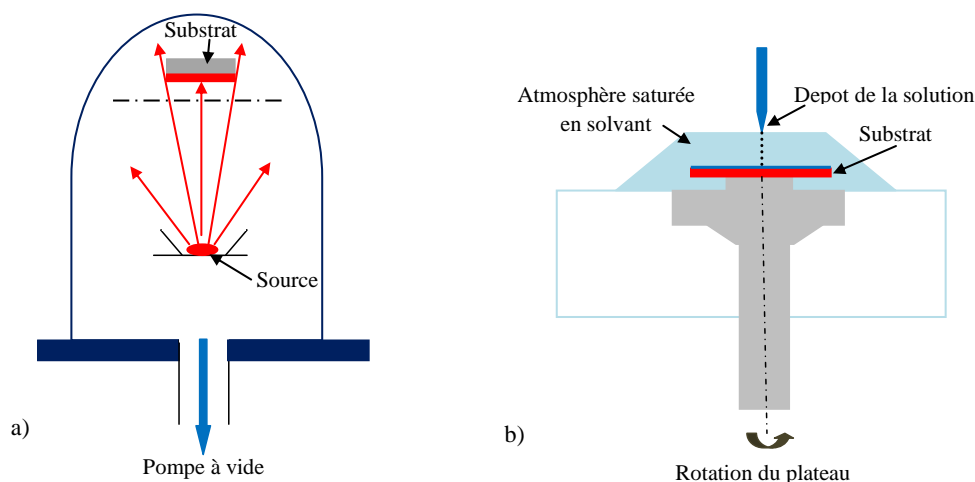 Substrat
Source
a)
Pompe à vide
Atmosphère saturée
en solvant
Depot de la solution
Substrat
b)
Rotation du plateau